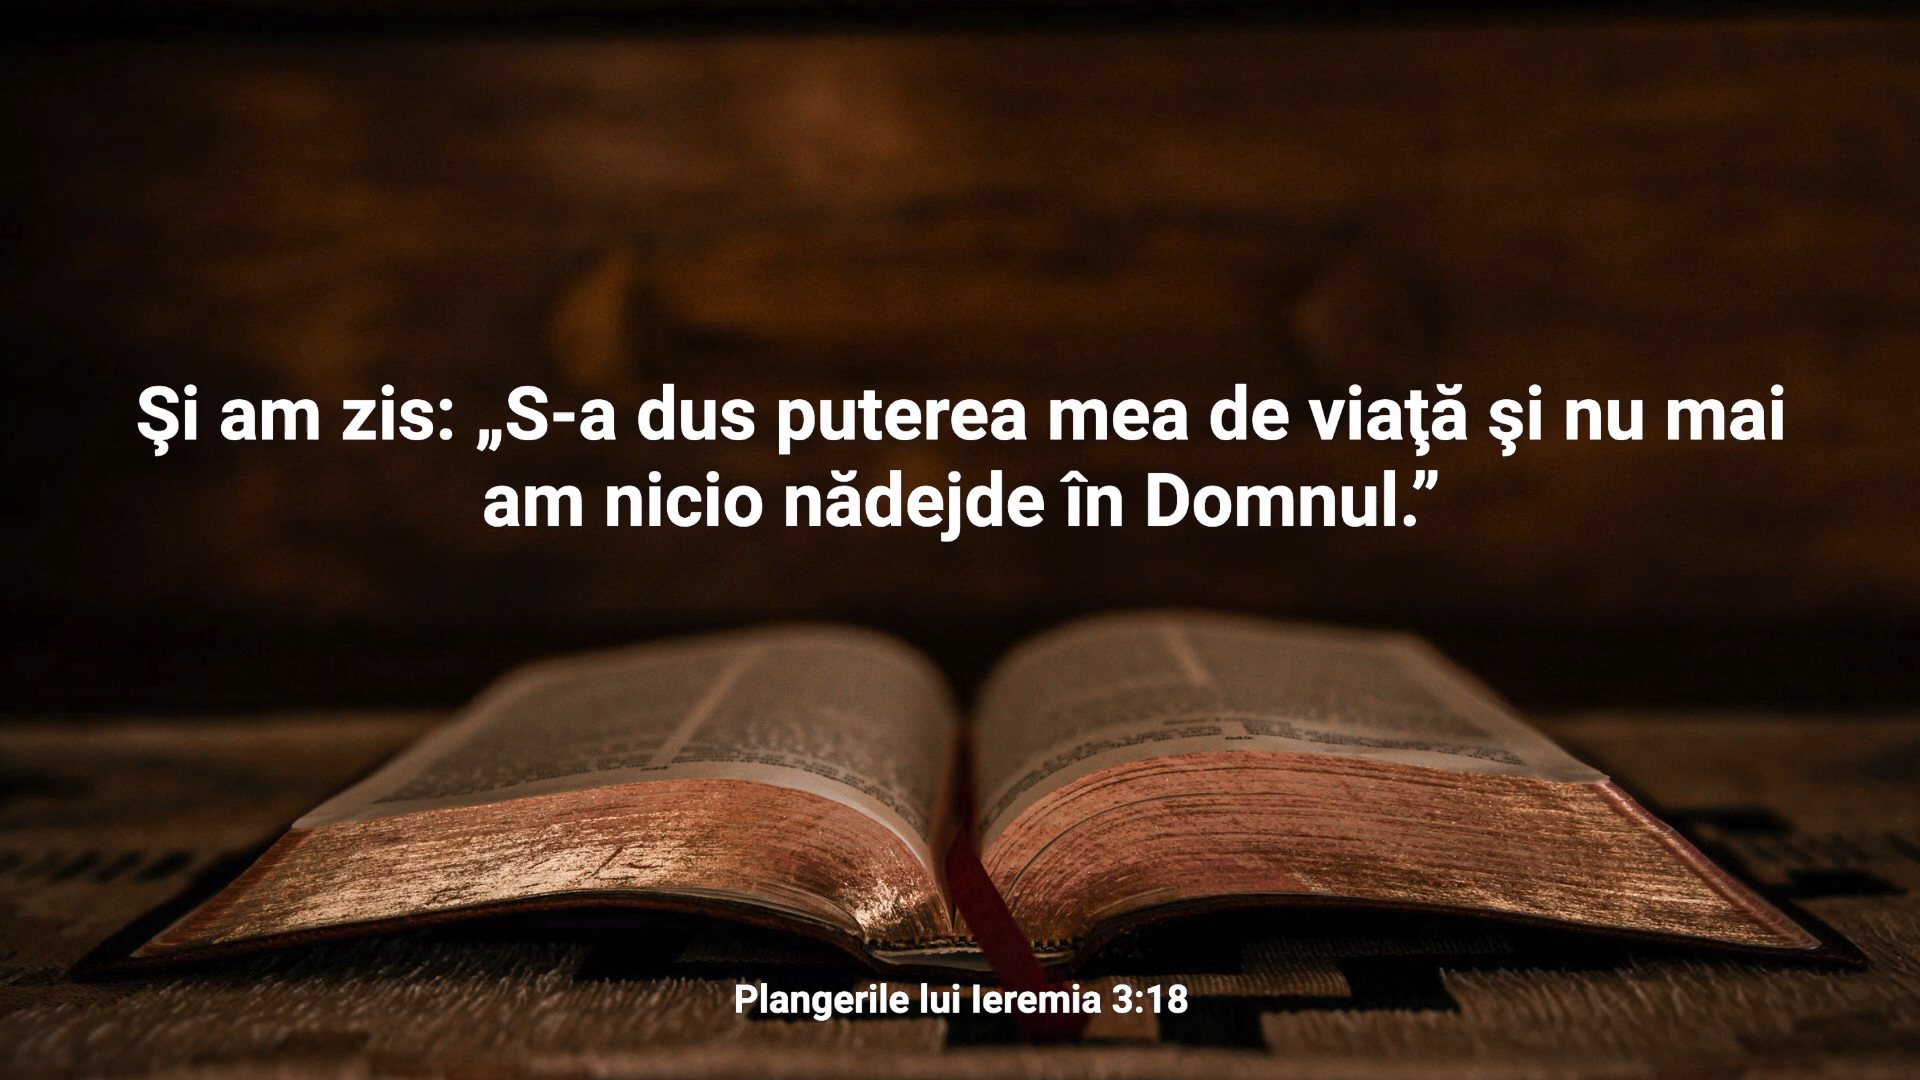 Şi am zis: „S-a dus puterea mea de viaţă şi nu mai
am nicio nădejde în Domnul.”
Plangerile lui Ieremia 3:18